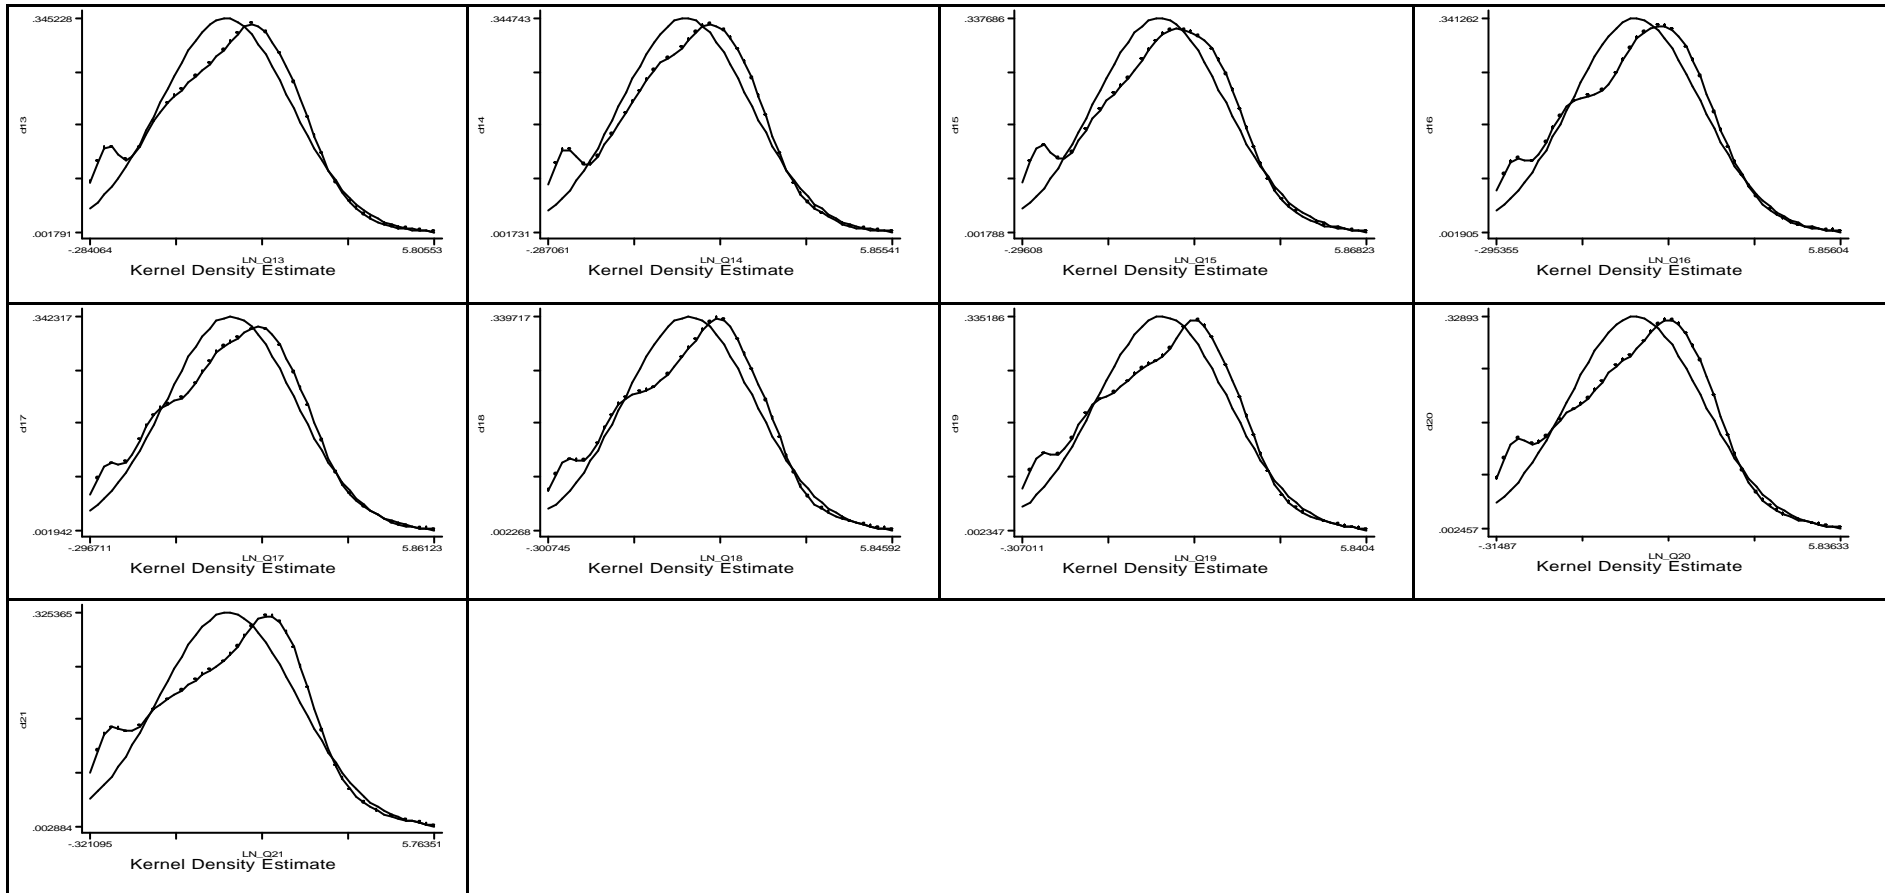 .345228
d13
.001791
-.284064
5.80553
LN_Q13
Kernel Density Estimate
.344743
d14
.001731
-.287061
5.85541
LN_Q14
Kernel Density Estimate
.337686
d15
.001788
-.29608
5.86823
LN_Q15
Kernel Density Estimate
.341262
d16
.001905
-.295355
5.85604
LN_Q16
Kernel Density Estimate
.342317
d17
.001942
-.296711
5.86123
LN_Q17
Kernel Density Estimate
.339717
d18
.002268
-.300745
5.84592
LN_Q18
Kernel Density Estimate
.335186
d19
.002347
-.307011
5.8404
LN_Q19
Kernel Density Estimate
.32893
d20
.002457
-.31487
5.83633
LN_Q20
Kernel Density Estimate
.325365
d21
.002884
-.321095
5.76351
LN_Q21
Kernel Density Estimate